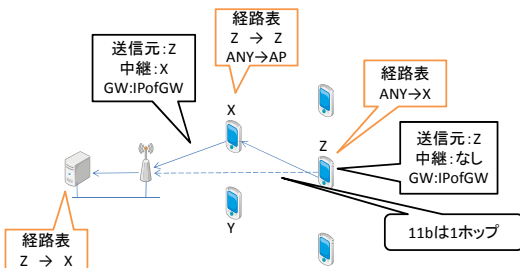 経路表
Z → Z
ANY→AP
送信元:Z
中継:X
GW:IPofGW
経路表
ANY→X
X
Z
送信元:Z
中継:なし
GW:IPofGW
Y
11bは1ホップ
経路表
Z → X